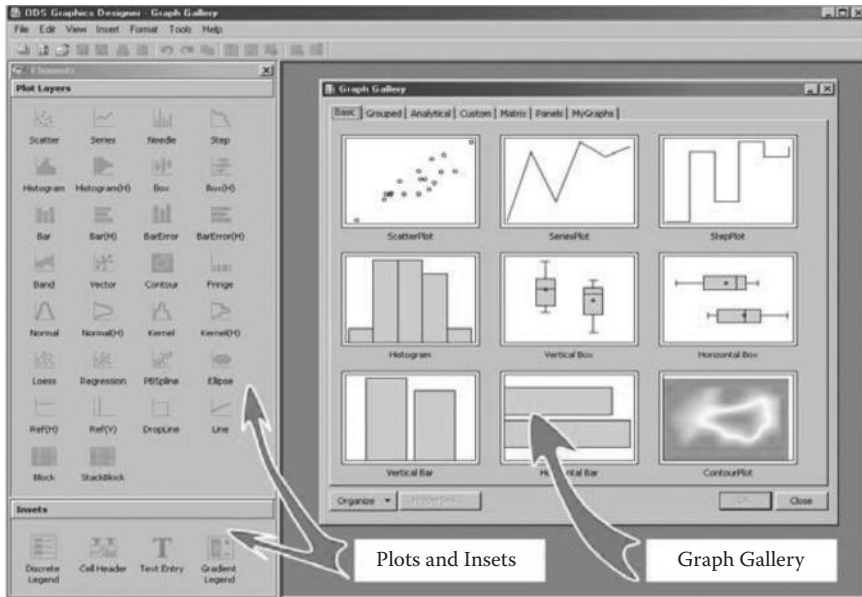 ODS Graphics Designer - Graph Gallery
File Edit View Insert Format Tools Help
Elements
Plot Layers
Scatter Series Needle Step
Histogram Histogram(H) Box Box(H)
Bar Bar(H) BarError BarError(H)
Band Vector Contour Fringe
Normal Normal(H) Kernel Kernel(H)
Loess Regression PBSpline Ellipse
Ref(H) Ref(V) DropLine Line
Block StackBlock
Insets
Discrete Legend Cell Header Text Entry Gradient Legend
Graph Gallery
Basic Grouped Analytical Custom Matrix Panels MyGraphs
ScatterPlot SeriesPlot StepPlot
Histogram Vertical Box Horizontal Box
Vertical Bar Horizontal Bar ContourPlot
Organize Properties... OK Close
Plots and Insets
Graph Gallery